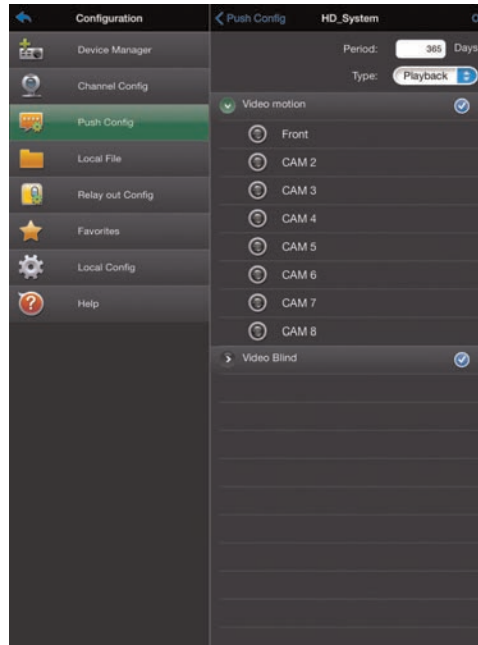 Configuration
Device Manager
Channel Config
Push Config
Local File
Relay out Config
Favorites
Local Config
Help
Push Config HD_System
Period: 365 Days
Type: Playback
Video motion
Front
CAM 2
CAM 3
CAM 4
CAM 5
CAM 6
CAM 7
CAM 8
Video Blind